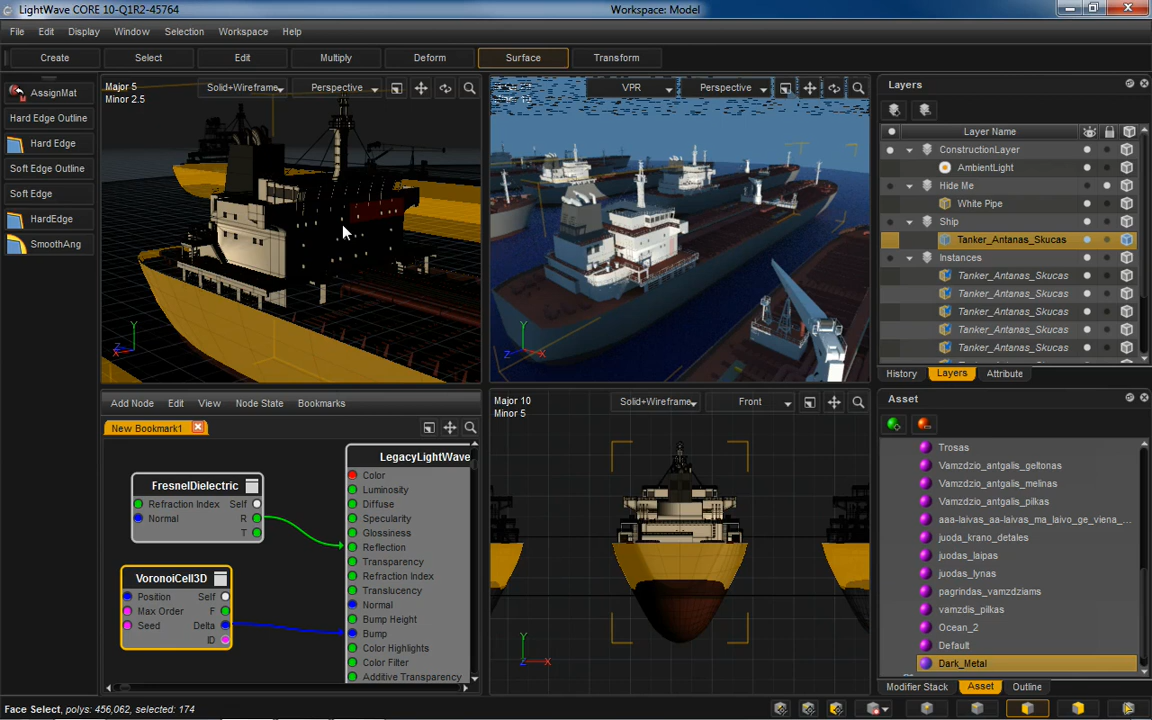 LightWave CORE 10-Q1R2-45764
Workspace: Model
File Edit Display Window Selection Workspace Help
Create Select Edit Multiply Deform Surface Transform
AssignMat
Hard Edge Outline
Hard Edge
Soft Edge Outline
Soft Edge
HardEdge
SmoothAng
Major 5
Minor 2.5
Solid+Wireframe
Perspective
VPR
Perspective
Layers
Layer Name
ConstructionLayer
AmbientLight
Hide Me
White Pipe
Ship
Tanker_Antanas_Skucas
Instances
Tanker_Antanas_Skucas
Tanker_Antanas_Skucas
Tanker_Antanas_Skucas
Tanker_Antanas_Skucas
Tanker_Antanas_Skucas
History Layers Attribute
Add Node Edit View Node State Bookmarks
New Bookmark1
FresnelDielectric
Refraction Index Self
Normal R
T
VoronoiCell3D
Position Self
Max Order F
Seed Delta
ID
LegacyLightWave
Color
Luminosity
Diffuse
Specularity
Glossiness
Reflection
Transparency
Refraction Index
Translucency
Normal
Bump Height
Bump
Color Highlights
Color Filter
Additive Transparency
Major 10
Minor 5
Solid+Wireframe
Front
Y
X
Z
X
Y
X
Asset
Trosas
Vamzdzio_antgalis_geltonas
Vamzdzio_antgalis_melinas
Vamzdzio_antgalis_pilkas
aaa-laivas_aa-laivas_ma_laivo_ge_viena_...
juoda_krano_detales
juodas_laipas
juodas_lynas
pagrindas_vamzdziams
vamzdis_pilkas
Ocean_2
Default
Dark_Metal
Modifier Stack Asset Outline
Face Select, polys: 456,062, selected: 174